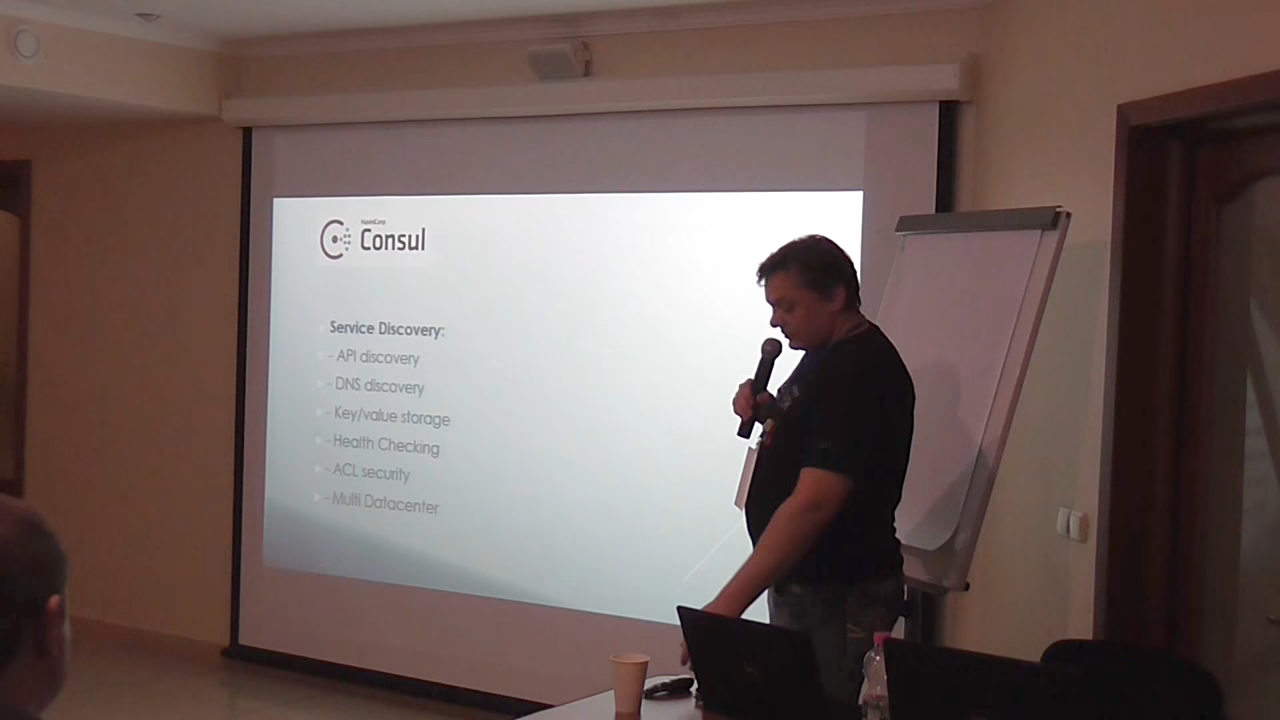 HashiCorp
Consul
Service Discovery:
- API discovery
- DNS discovery
- Key/value storage
- Health Checking
- ACL security
- Multi Datacenter